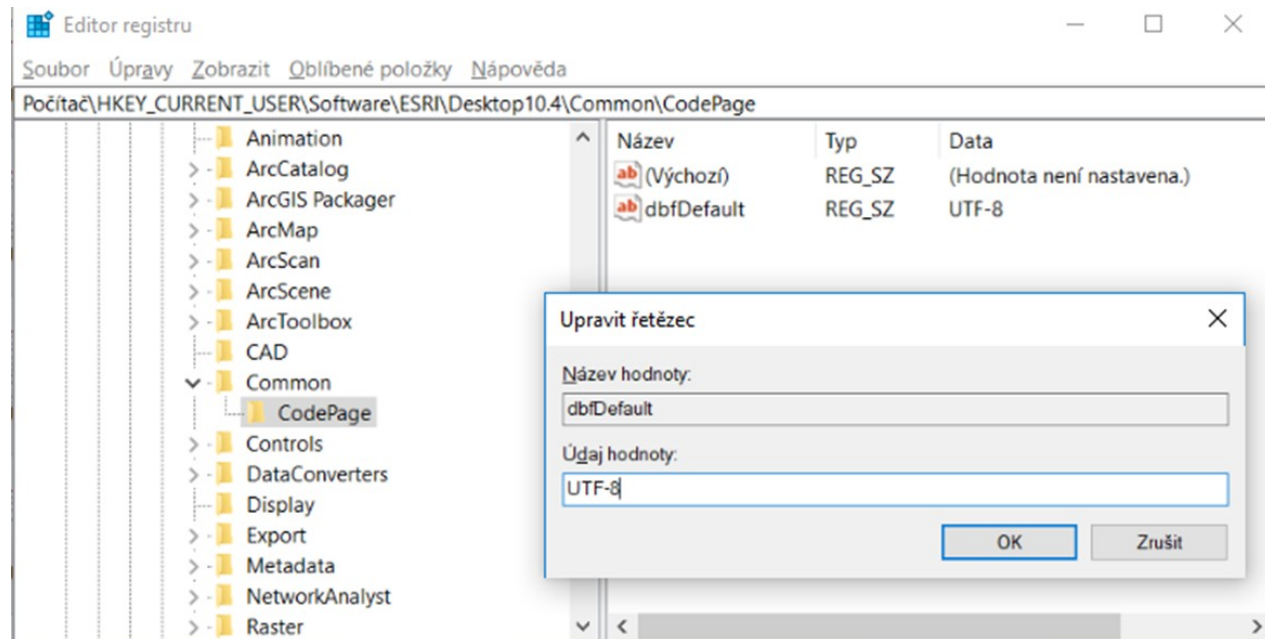 Editor registru
Soubor Úpravy Zobrazit Oblíbené položky Nápověda
Počítač\HKEY_CURRENT_USER\Software\ESRI\Desktop10.4\Common\CodePage
Animation
ArcCatalog
ArcGIS Packager
ArcMap
ArcScan
ArcScene
ArcToolbox
CAD
Common
CodePage
Controls
DataConverters
Display
Export
Metadata
NetworkAnalyst
Raster
Název Typ Data
ab (Výchozí) REG_SZ (Hodnota není nastavena.)
ab dbfDefault REG_SZ UTF-8
Upravit řetězec
Název hodnoty:
dbfDefault
Údaj hodnoty:
UTF-8
OK Zrušit